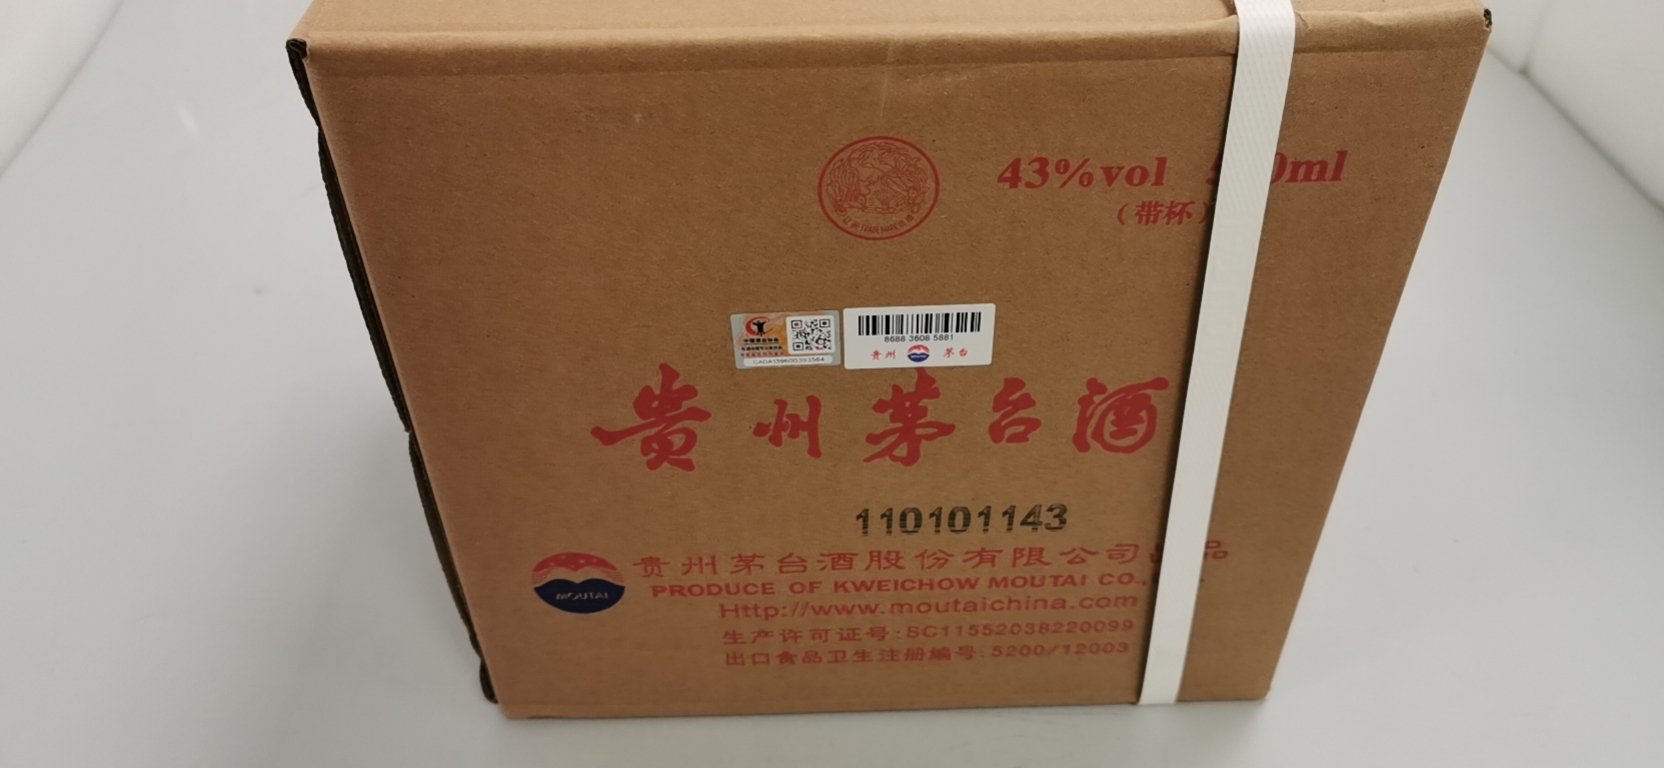 43%vol
0ml
（带杯）
8688 3608 5881
贵州 MOUTAI 茅台
贵州茅台酒
110101143
MOUTAI
贵州茅台酒股份有限公司
PRODUCE OF KWEICHOW MOUTAI CO.,
Http://www.moutaichina.com
生产许可证号:SC11552038220099
出口食品卫生注册编号:5200/12003